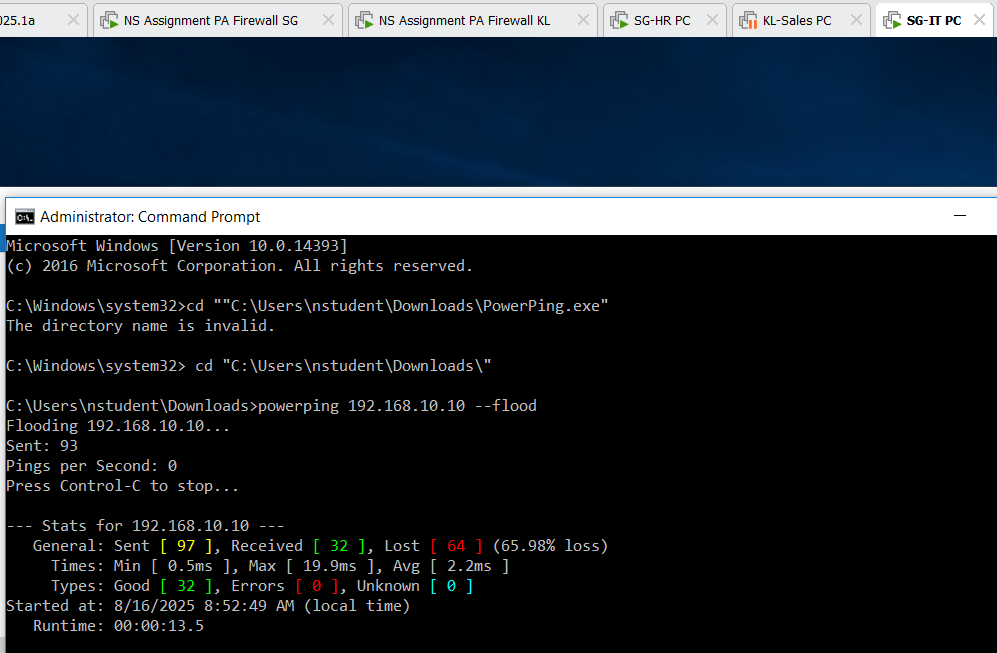 025.1a
NS Assignment PA Firewall SG
NS Assignment PA Firewall KL
SG-HR PC
KL-Sales PC
SG-IT PC
Administrator: Command Prompt
Microsoft Windows [Version 10.0.14393]
(c) 2016 Microsoft Corporation. All rights reserved.
C:\Windows\system32>cd ""C:\Users\nstudent\Downloads\PowerPing.exe"
The directory name is invalid.
C:\Windows\system32> cd "C:\Users\nstudent\Downloads\"
C:\Users\nstudent\Downloads>powerping 192.168.10.10 --flood
Flooding 192.168.10.10...
Sent: 93
Pings per Second: 0
Press Control-C to stop...
--- Stats for 192.168.10.10 ---
General: Sent [ 97 ], Received [ 32 ], Lost [ 64 ] (65.98% loss)
Times: Min [ 0.5ms ], Max [ 19.9ms ], Avg [ 2.2ms ]
Types: Good [ 32 ], Errors [ 0 ], Unknown [ 0 ]
Started at: 8/16/2025 8:52:49 AM (local time)
Runtime: 00:00:13.5